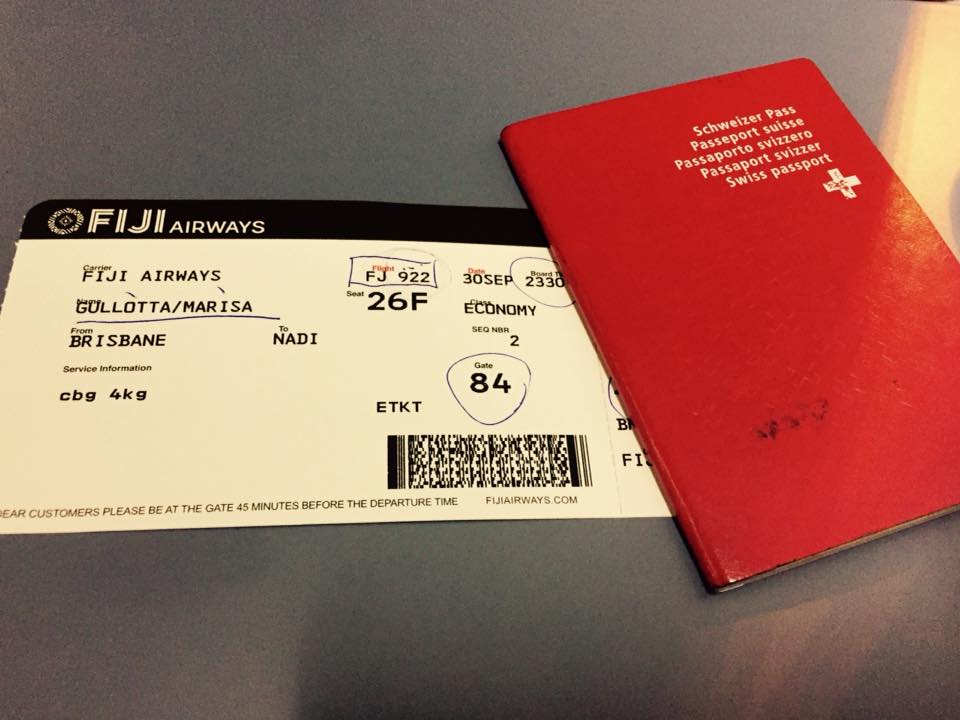 FIJI AIRWAYS
Carrier
FIJI AIRWAYS
Flight
FJ 922
Date
30SEP
Board T
2330
Name
GULLOTTA/MARISA
Seat 26F
Class
ECONOMY
From
BRISBANE
To
NADI
SEQ NBR
2
Service Information
cbg 4kg
Gate
84
ETKT
BN
FIJ
DEAR CUSTOMERS PLEASE BE AT THE GATE 45 MINUTES BEFORE THE DEPARTURE TIME
FIJIAIRWAYS.COM
Schweizer Pass
Passeport suisse
Passaporto svizzero
Passaport svizzer
Swiss passport